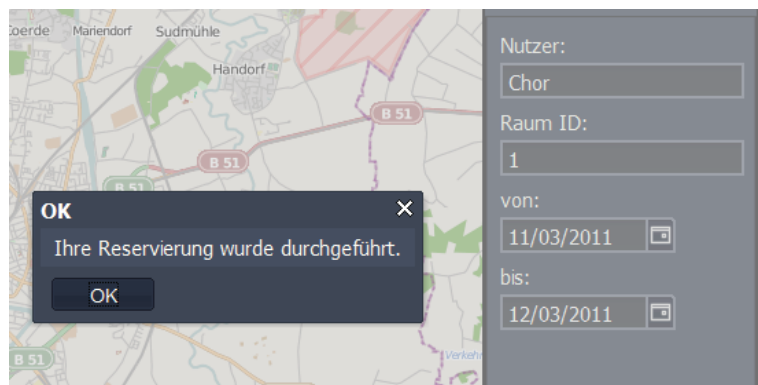 oerde
Mariendorf
Sudmühle
Handorf
B 51
B 51
B 51
B 51
OK
Ihre Reservierung wurde durchgeführt.
OK
Nutzer:
Chor
Raum ID:
1
von:
11/03/2011
bis:
12/03/2011